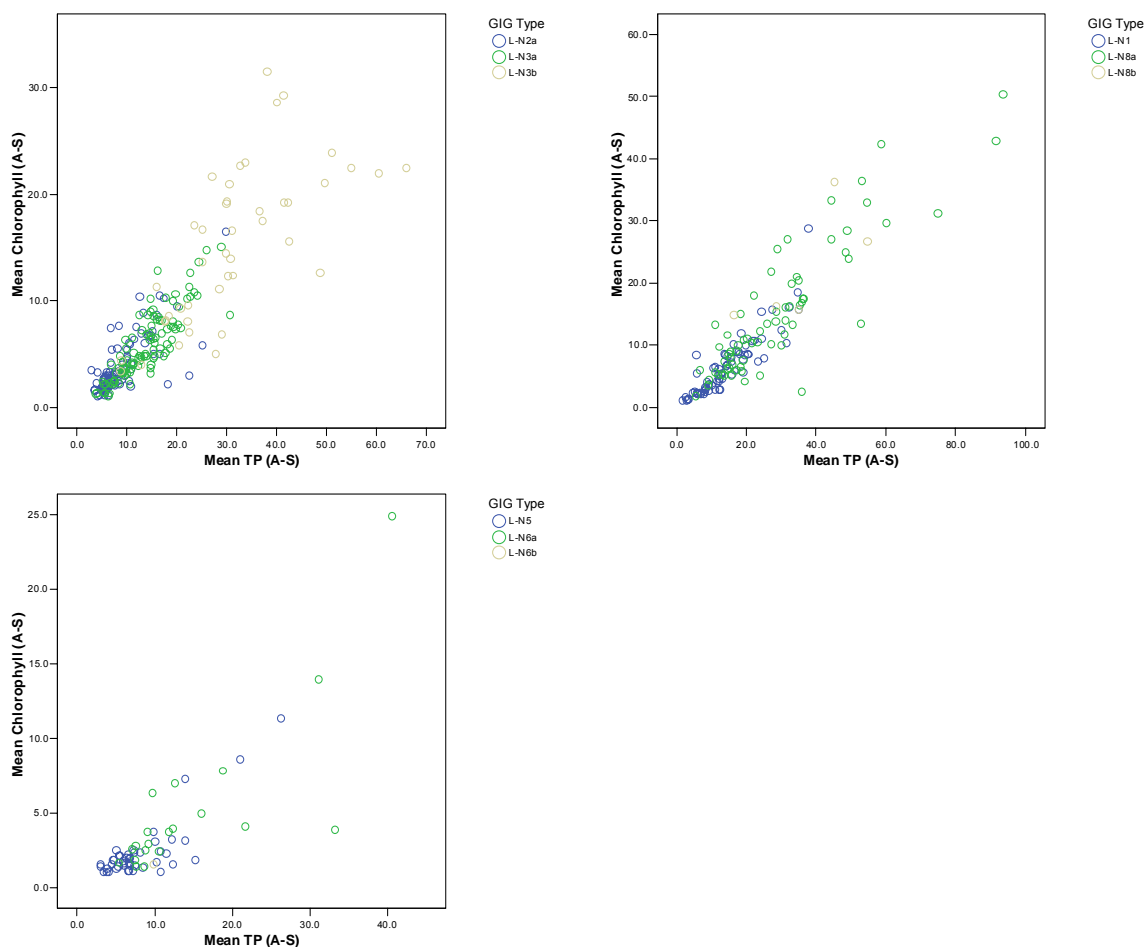 GIG Type
L-N2a
L-N3a
L-N3b
Mean Chlorophyll (A-S)
30.0
20.0
10.0
0.0
0.0 10.0 20.0 30.0 40.0 50.0 60.0 70.0
Mean TP (A-S)
GIG Type
L-N1
L-N8a
L-N8b
Mean Chlorophyll (A-S)
60.0
50.0
40.0
30.0
20.0
10.0
0.0
0.0 20.0 40.0 60.0 80.0 100.0
Mean TP (A-S)
GIG Type
L-N5
L-N6a
L-N6b
Mean Chlorophyll (A-S)
25.0
20.0
15.0
10.0
5.0
0.0
0.0 10.0 20.0 30.0 40.0
Mean TP (A-S)